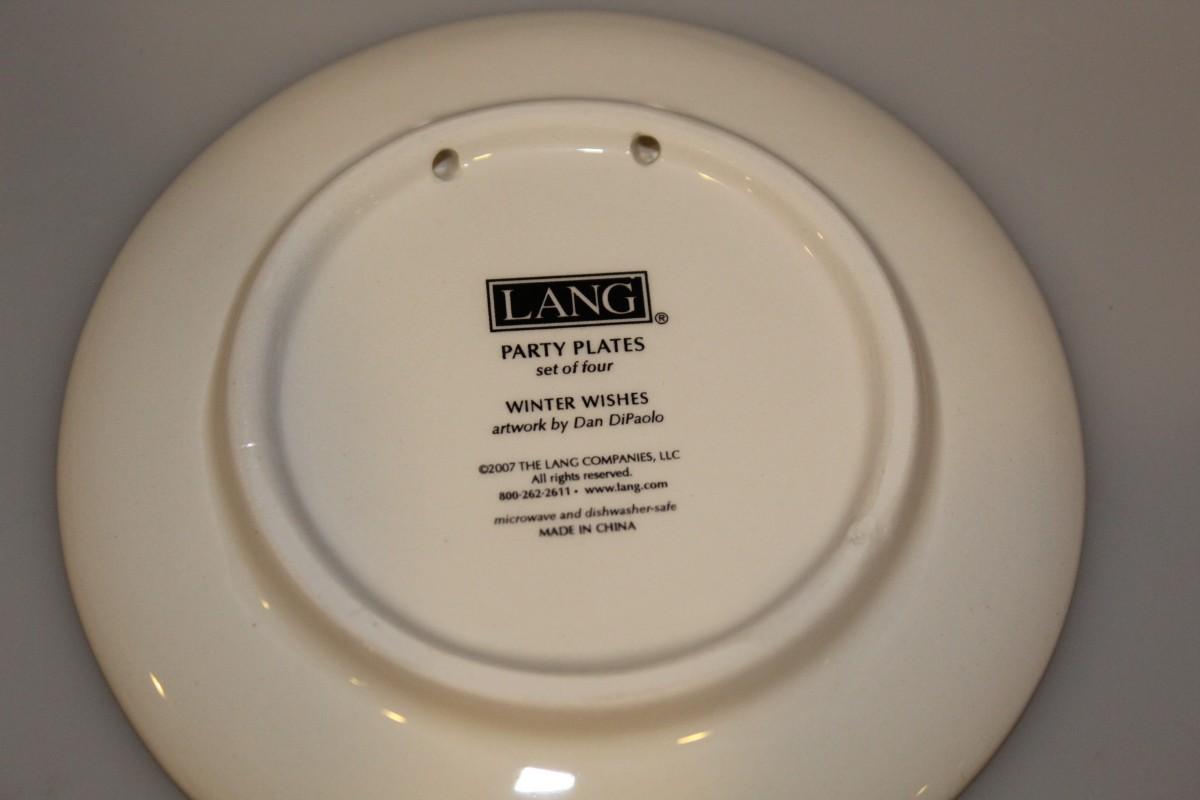 LANG®
PARTY PLATES
set of four
WINTER WISHES
artwork by Dan DiPaolo
©2007 THE LANG COMPANIES, LLC
All rights reserved.
800-262-2611 • www.lang.com
microwave and dishwasher-safe
MADE IN CHINA